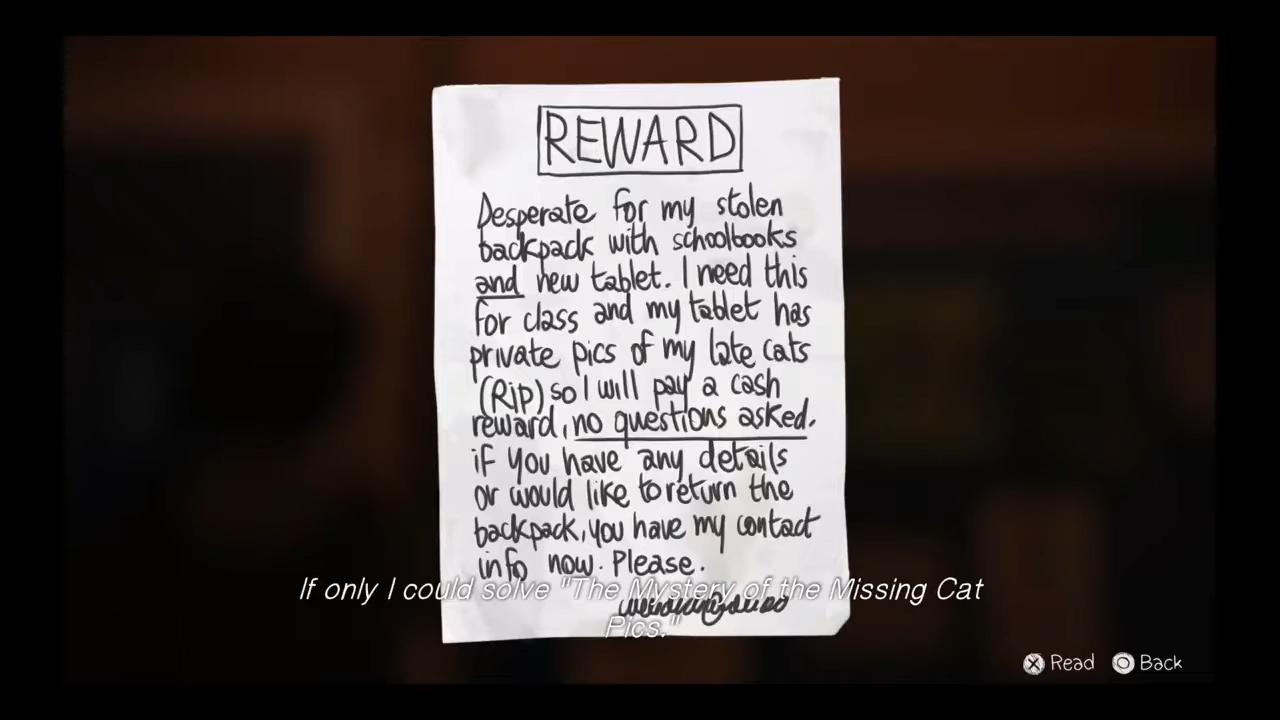 REWARD
Desperate for my stolen
backpack with schoolbooks
and new tablet. I need this
for class and my tablet has
private pics of my late cats
(RIP) so I will pay a cash
reward, no questions asked.
if you have any details
or would like to return the
backpack, you have my contact
info now. Please.
If only I could solve "The Mystery of the Missing Cat
Pics."
Read Back